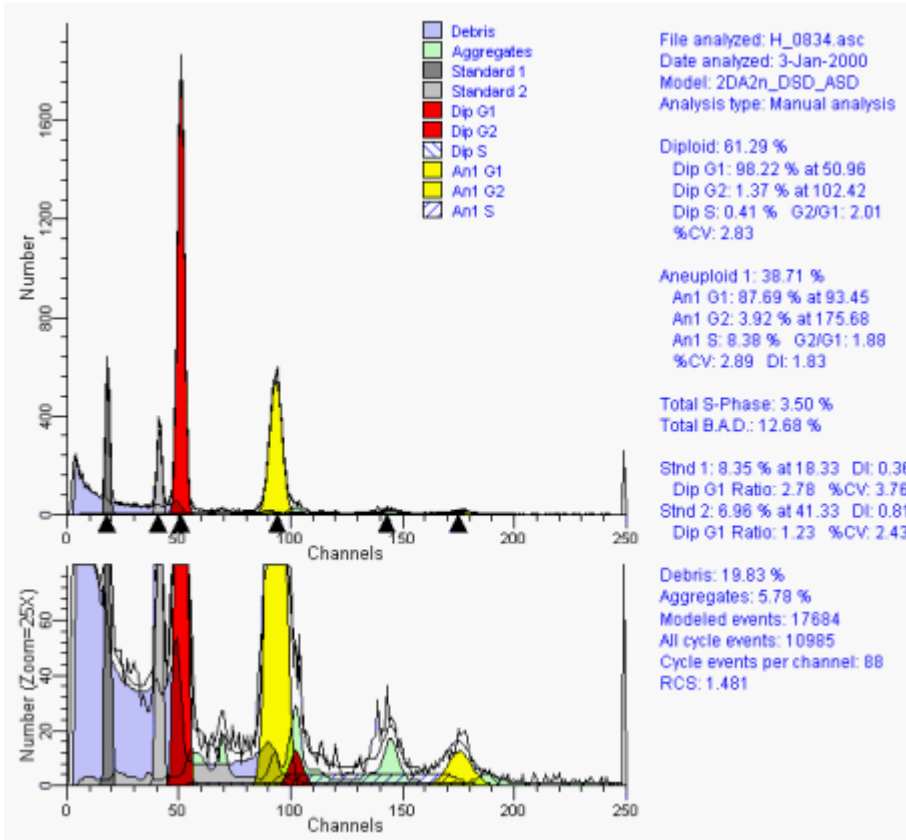 Debris
Aggregates
Standard 1
Standard 2
Dip G1
Dip G2
Dip S
An1 G1
An1 G2
An1 S
File analyzed: H_0834.asc
Date analyzed: 3-Jan-2000
Model: 2DA2n_DSD_ASD
Analysis type: Manual analysis
Diploid: 61.29 %
Dip G1: 98.22 % at 50.96
Dip G2: 1.37 % at 102.42
Dip S: 0.41 % G2/G1: 2.01
%CV: 2.83
Aneuploid 1: 38.71 %
An1 G1: 87.69 % at 93.45
An1 G2: 3.92 % at 175.68
An1 S: 8.38 % G2/G1: 1.88
%CV: 2.89 DI: 1.83
Total S-Phase: 3.50 %
Total B.A.D.: 12.68 %
Stnd 1: 8.35 % at 18.33 DI: 0.36
Dip G1 Ratio: 2.78 %CV: 3.76
Stnd 2: 6.96 % at 41.33 DI: 0.81
Dip G1 Ratio: 1.23 %CV: 2.43
Debris: 19.83 %
Aggregates: 5.78 %
Modeled events: 17684
All cycle events: 10985
Cycle events per channel: 88
RCS: 1.481
Number
1600
1200
800
400
0
0 50 100 150 200 250
Channels
Number (Zoom=25X)
60
40
20
0
0 50 100 150 200 250
Channels